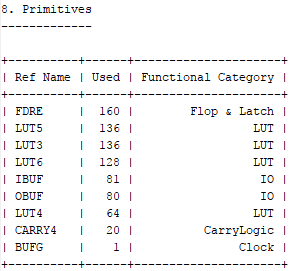 8. Primitives
-------------
+----------+------+---------------------+
| Ref Name | Used | Functional Category |
+----------+------+---------------------+
| FDRE     |  160 |        Flop & Latch |
| LUT5     |  136 |                 LUT |
| LUT3     |  136 |                 LUT |
| LUT6     |  128 |                 LUT |
| IBUF     |   81 |                  IO |
| OBUF     |   80 |                  IO |
| LUT4     |   64 |                 LUT |
| CARRY4   |   20 |          CarryLogic |
| BUFG     |    1 |               Clock |
+----------+------+---------------------+